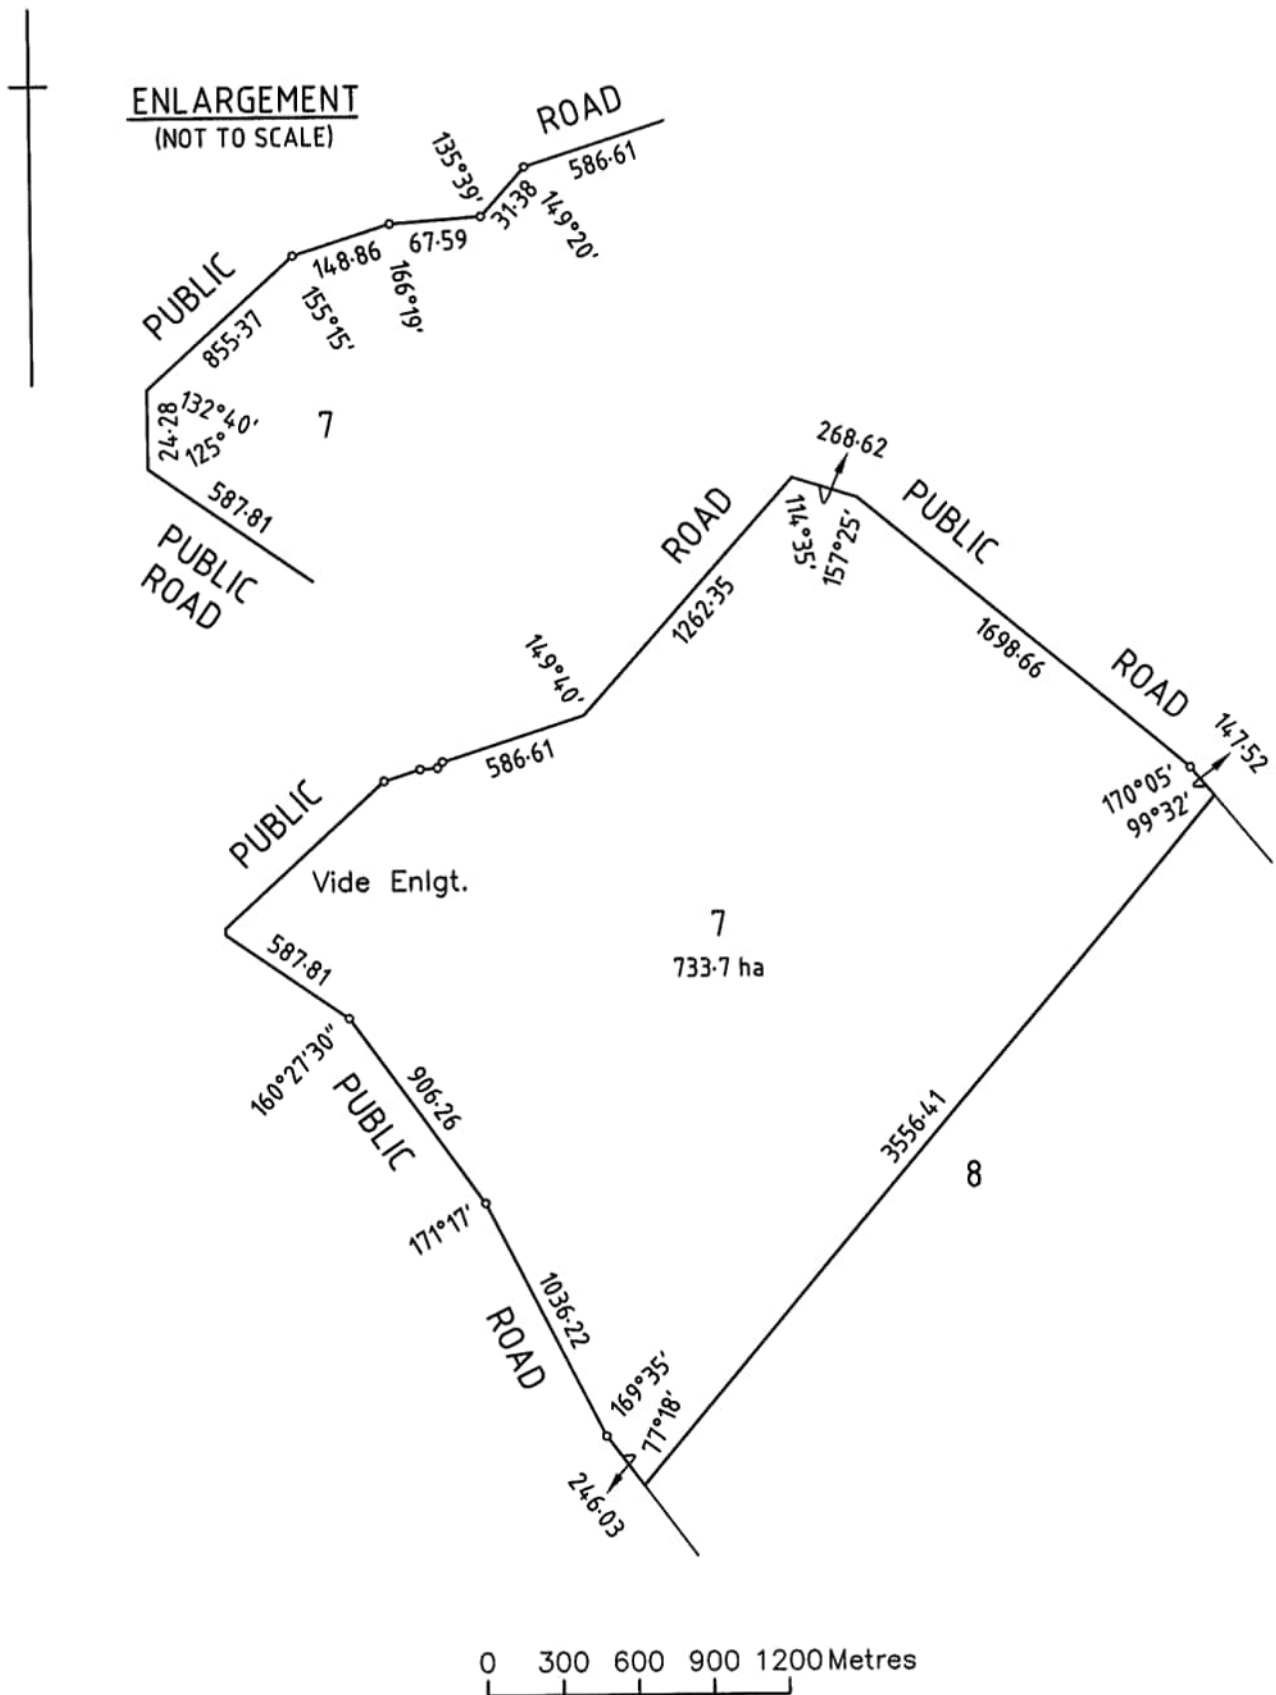 ENLARGEMENT
(NOT TO SCALE)
ROAD
586·61
135°39'
31·38
149°20'
67·59
166°19'
148·86
155°15'
PUBLIC
855·37
24·28
132°40'
125°
7
587·81
PUBLIC
ROAD
268·62
114°35'
157°25'
PUBLIC
ROAD
1262·35
1698·66
ROAD
147·52
170°05'
99°32'
149°40'
586·61
PUBLIC
Vide Enlgt.
7
733·7 ha
587·81
160°27'30"
906·26
PUBLIC
171°17'
3556·41
8
1036·22
ROAD
169°35'
77°18'
246·03
0 300 600 900 1200 Metres